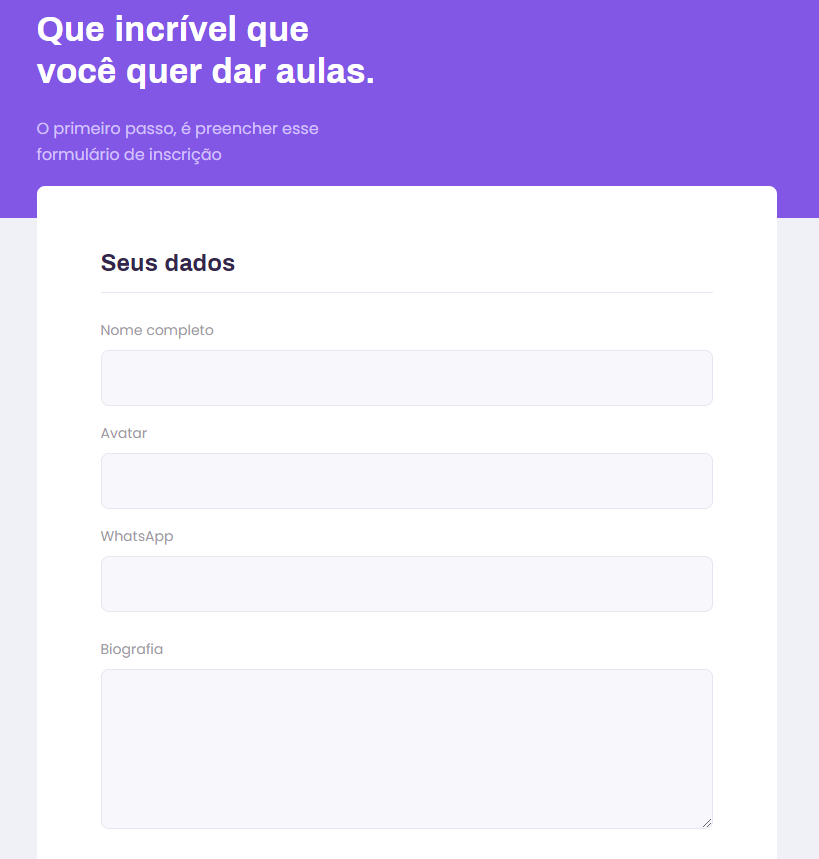 Que incrível que
você quer dar aulas.
O primeiro passo, é preencher esse
formulário de inscrição
Seus dados
Nome completo
Avatar
WhatsApp
Biografia